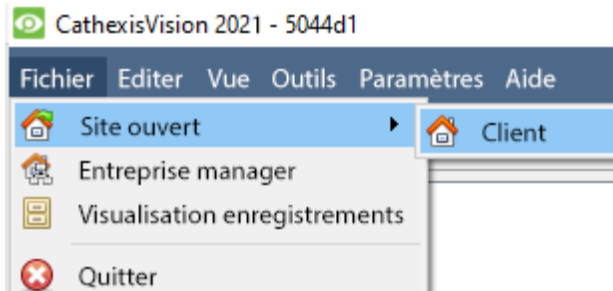 CathexisVision 2021 - 5044d1
Fichier Editer Vue Outils Paramètres Aide
Site ouvert
Client
Entreprise manager
Visualisation enregistrements
Quitter